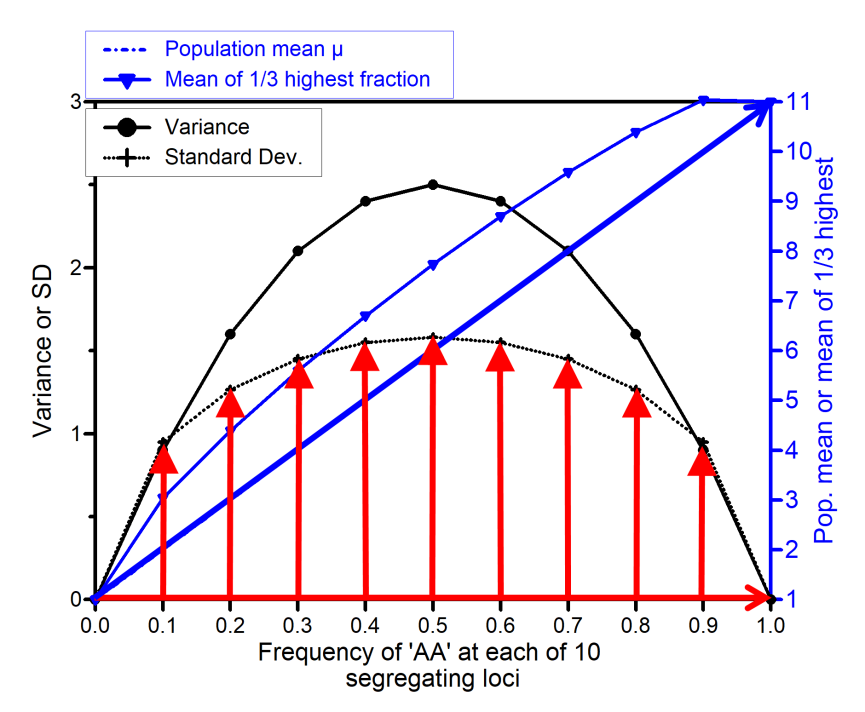 Population mean µ
Mean of 1/3 highest fraction
Variance
Standard Dev.
3
2
1
0
Variance or SD
11
10
9
8
7
6
5
4
3
2
1
Pop. mean or mean of 1/3 highest
0.0 0.1 0.2 0.3 0.4 0.5 0.6 0.7 0.8 0.9 1.0
Frequency of 'AA' at each of 10
segregating loci